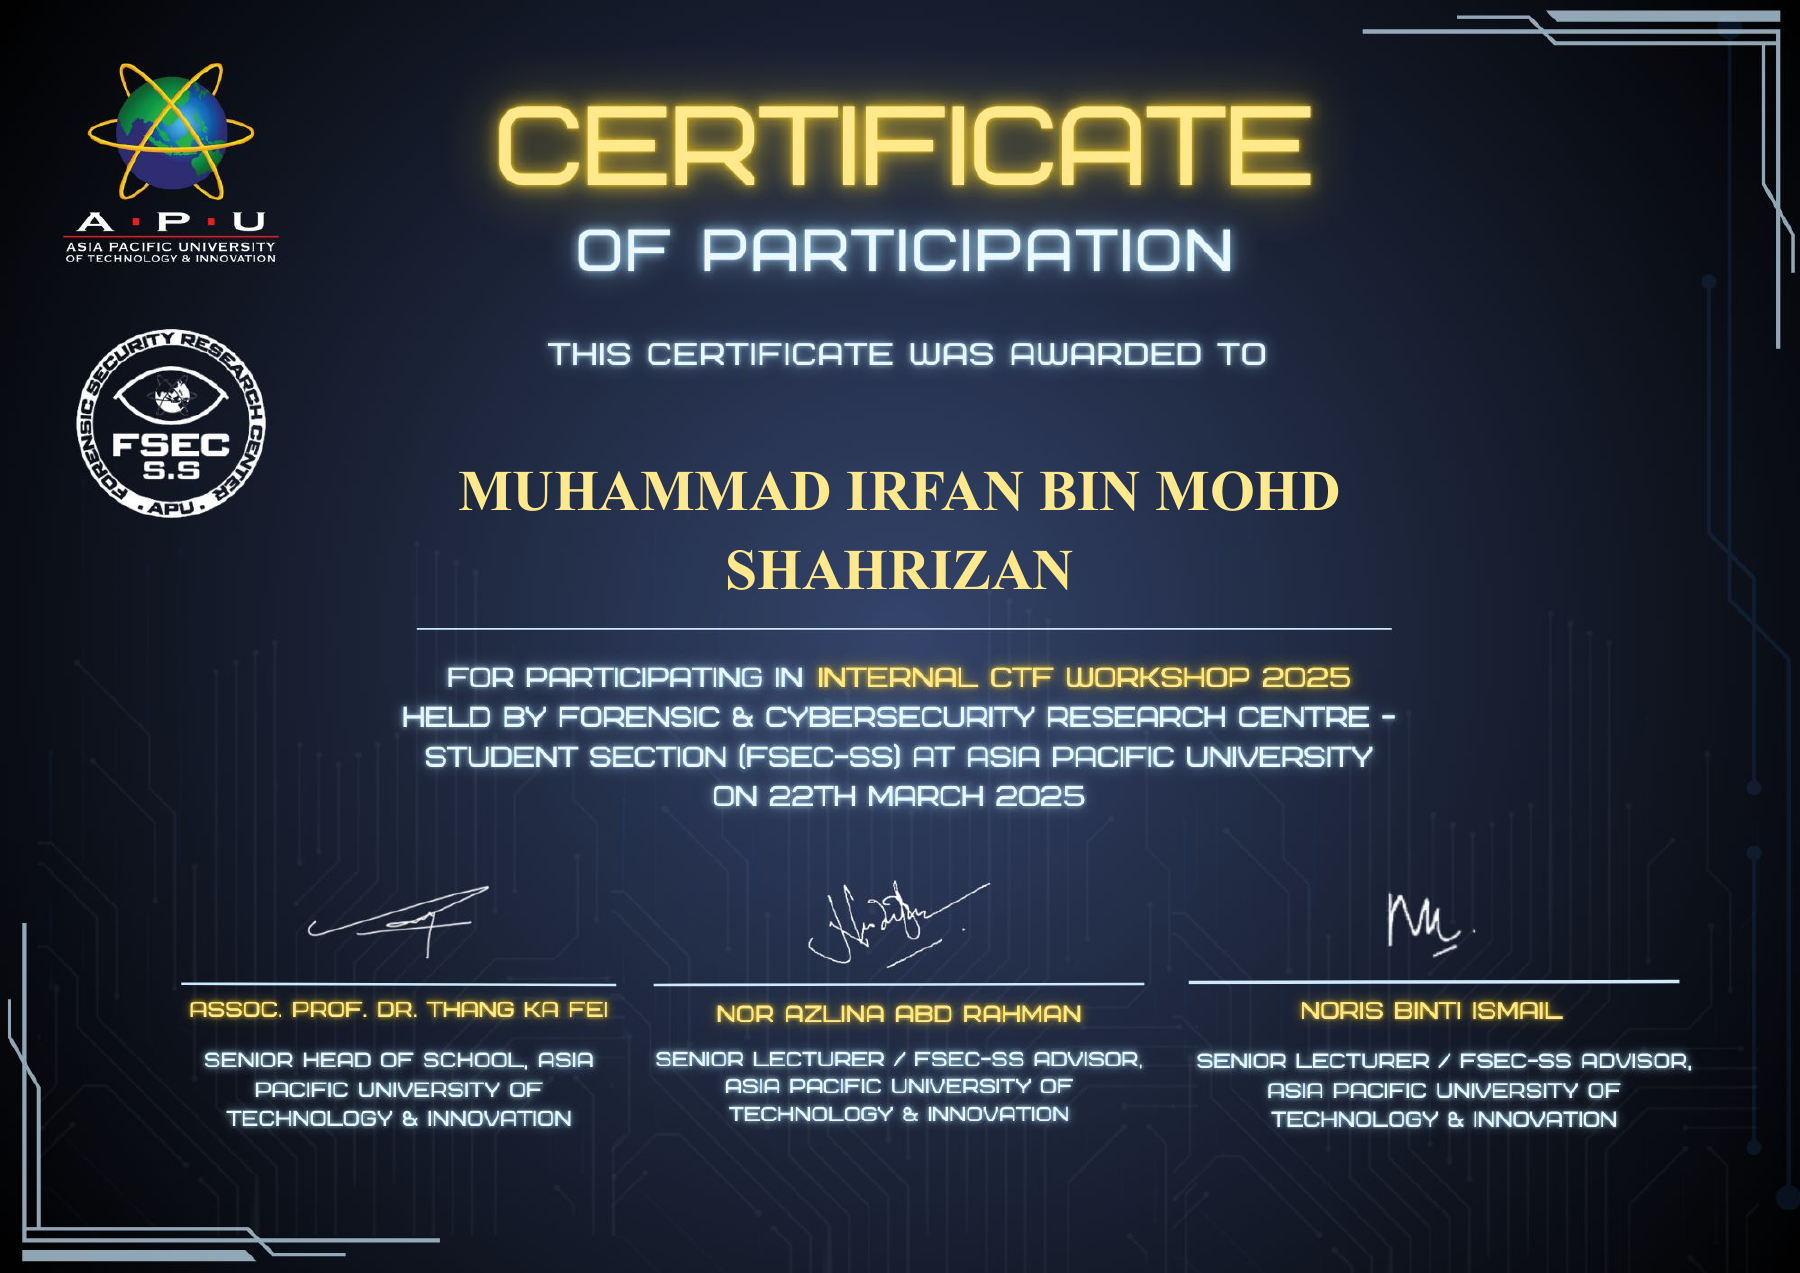 A · P · U
ASIA PACIFIC UNIVERSITY
OF TECHNOLOGY & INNOVATION
FORENSIC SECURITY RESEARCH CENTER
FSEC
S.S
· APU ·
CERTIFICATE
OF PARTICIPATION
THIS CERTIFICATE WAS AWARDED TO
MUHAMMAD IRFAN BIN MOHD
SHAHRIZAN
FOR PARTICIPATING IN INTERNAL CTF WORKSHOP 2025
HELD BY FORENSIC & CYBERSECURITY RESEARCH CENTRE -
STUDENT SECTION (FSEC-SS) AT ASIA PACIFIC UNIVERSITY
ON 22TH MARCH 2025
ASSOC. PROF. DR. THANG KA FEI
SENIOR HEAD OF SCHOOL, ASIA
PACIFIC UNIVERSITY OF
TECHNOLOGY & INNOVATION
NOR AZLINA ABD RAHMAN
SENIOR LECTURER / FSEC-SS ADVISOR,
ASIA PACIFIC UNIVERSITY OF
TECHNOLOGY & INNOVATION
NORIS BINTI ISMAIL
SENIOR LECTURER / FSEC-SS ADVISOR,
ASIA PACIFIC UNIVERSITY OF
TECHNOLOGY & INNOVATION